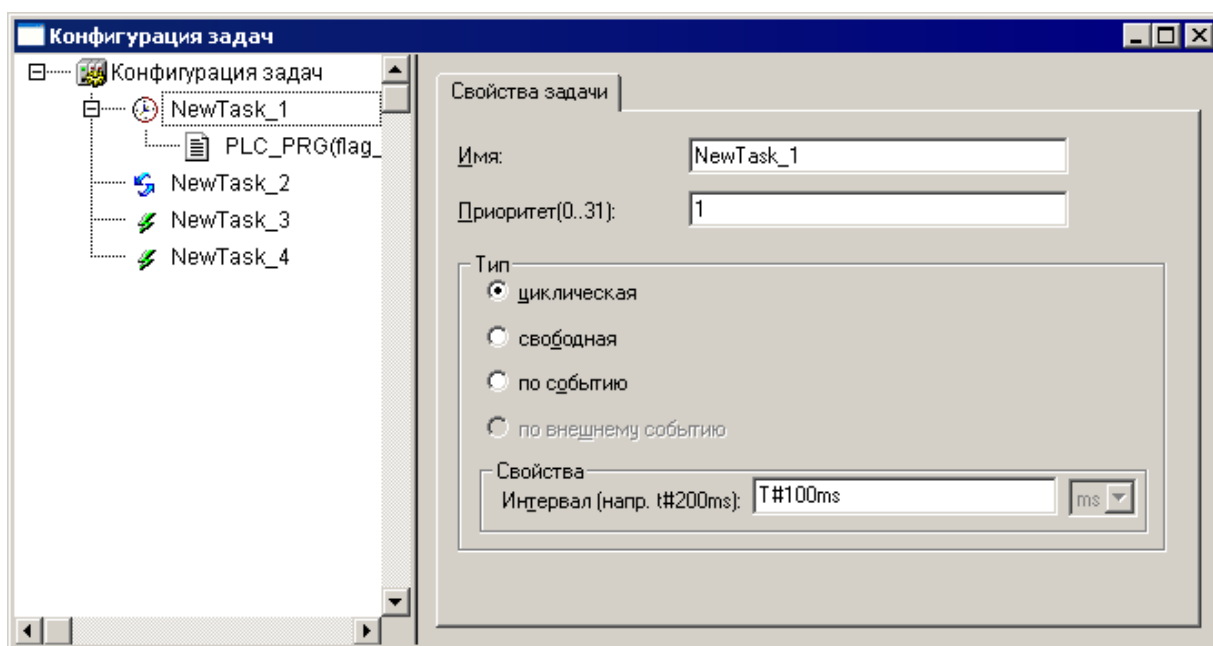 Конфигурация задач
Конфигурация задач
NewTask_1
PLC_PRG(flag_
NewTask_2
NewTask_3
NewTask_4
Свойства задачи
Имя: NewTask_1
Приоритет(0..31): 1
Тип
циклическая
свободная
по событию
по внешнему событию
Свойства
Интервал (напр. t#200ms): T#100ms ms